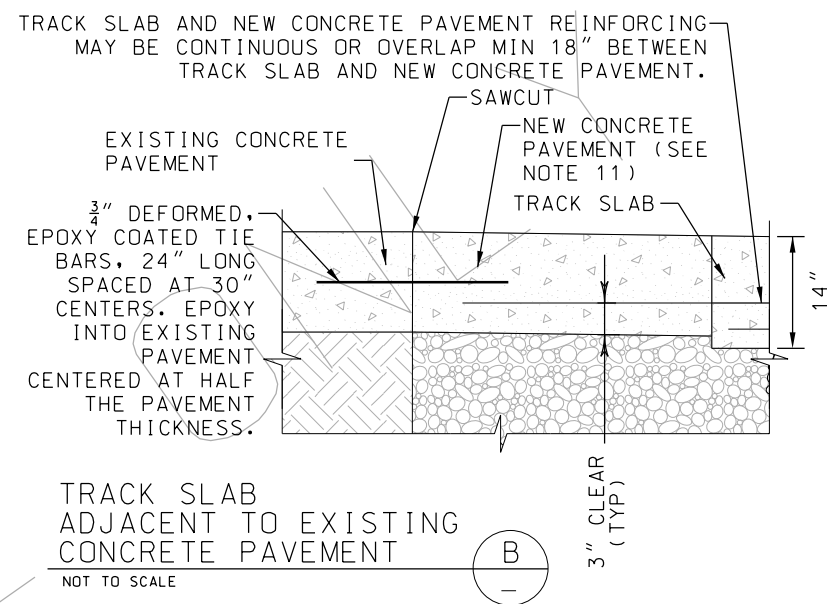 TRACK SLAB AND NEW CONCRETE PAVEMENT REINFORCING
MAY BE CONTINUOUS OR OVERLAP MIN 18" BETWEEN
TRACK SLAB AND NEW CONCRETE PAVEMENT.
SAWCUT
EXISTING CONCRETE
PAVEMENT
NEW CONCRETE
PAVEMENT (SEE
NOTE 11)
TRACK SLAB
3/4" DEFORMED,
EPOXY COATED TIE
BARS, 24" LONG
SPACED AT 30"
CENTERS. EPOXY
INTO EXISTING
PAVEMENT
CENTERED AT HALF
THE PAVEMENT
THICKNESS.
14"
3" CLEAR
(TYP)
TRACK SLAB
ADJACENT TO EXISTING
CONCRETE PAVEMENT
NOT TO SCALE
B
–